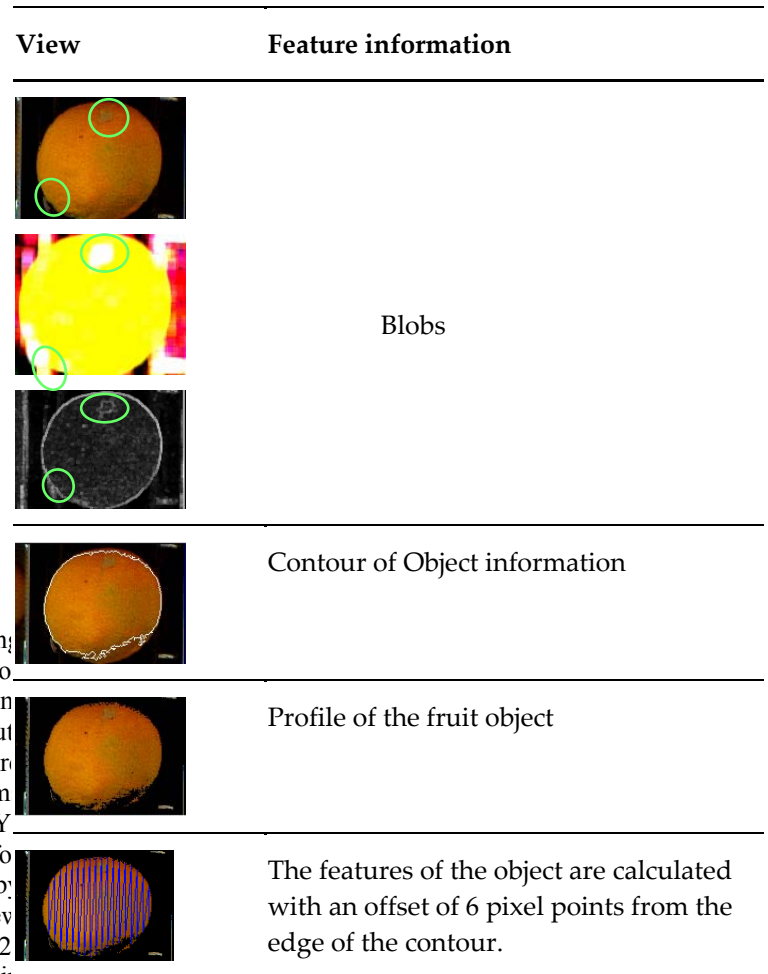 View Feature information
Blobs
Contour of Object information
Profile of the fruit object
The features of the object are calculated
with an offset of 6 pixel points from the
edge of the contour.